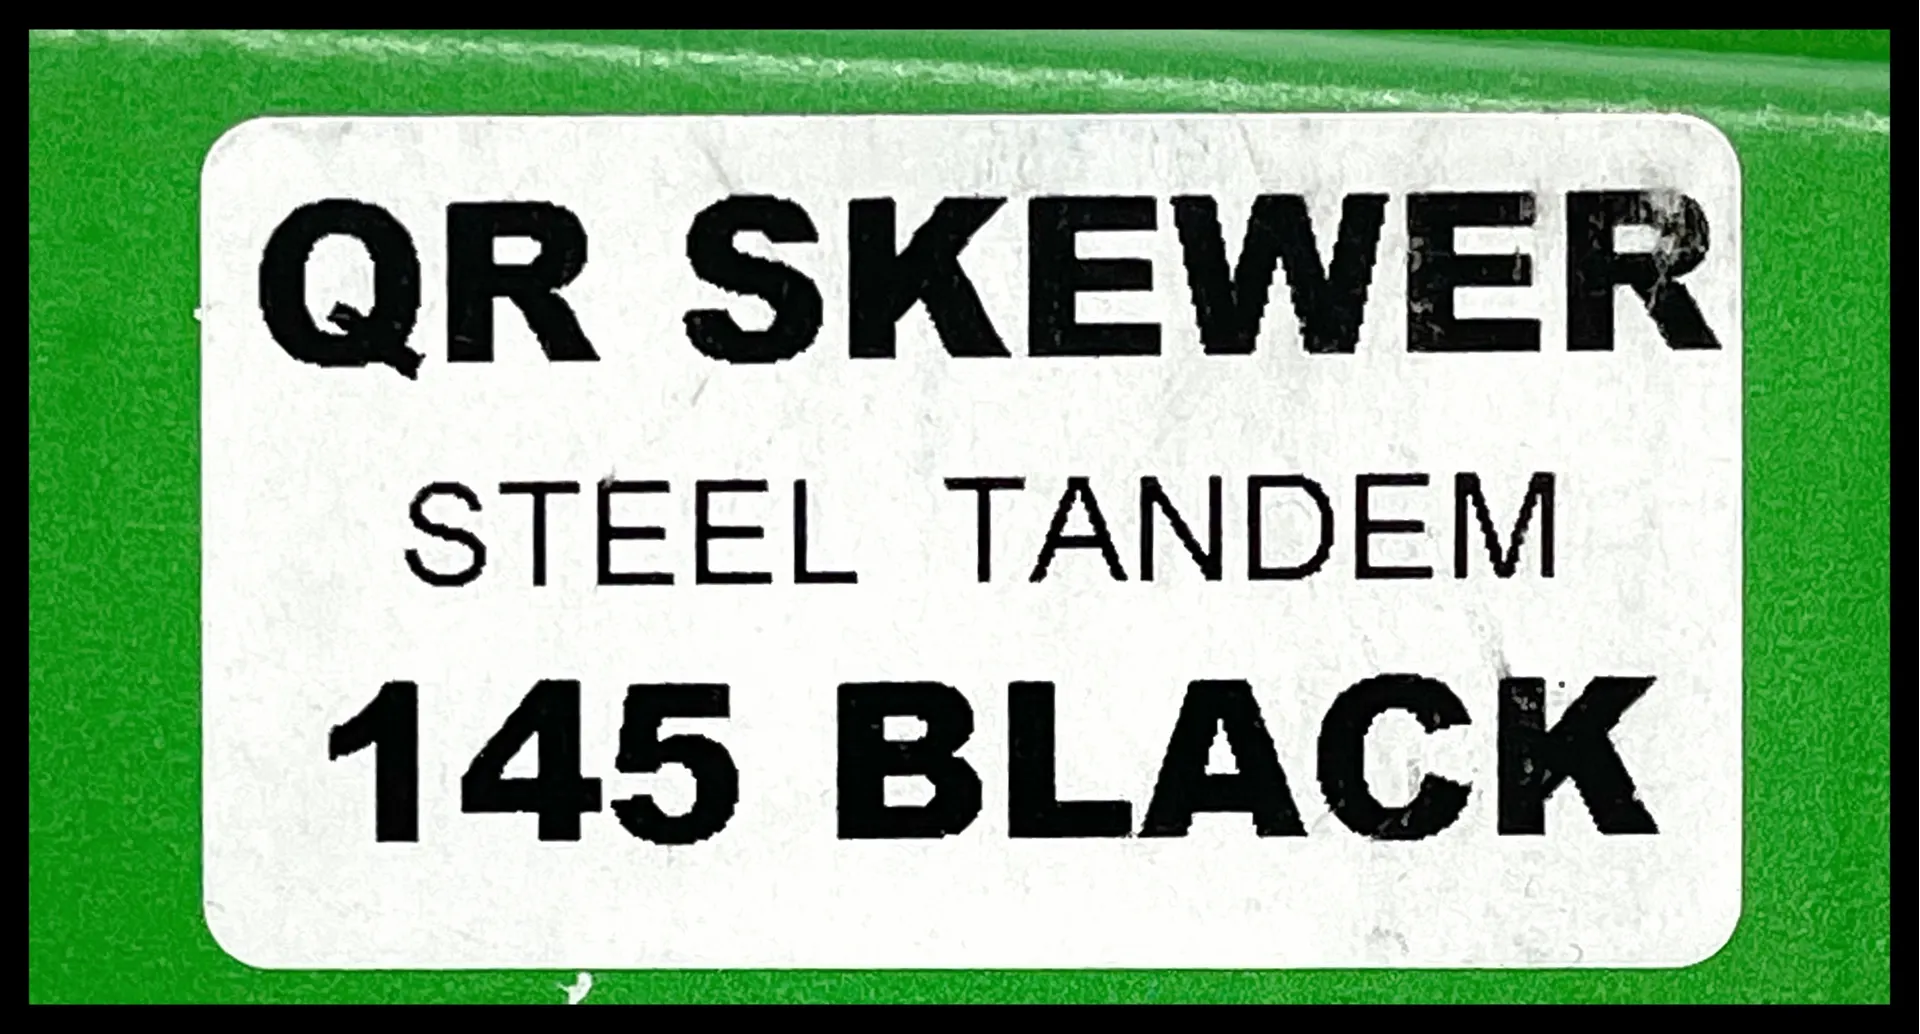 QR SKEWER
STEEL TANDEM
145 BLACK